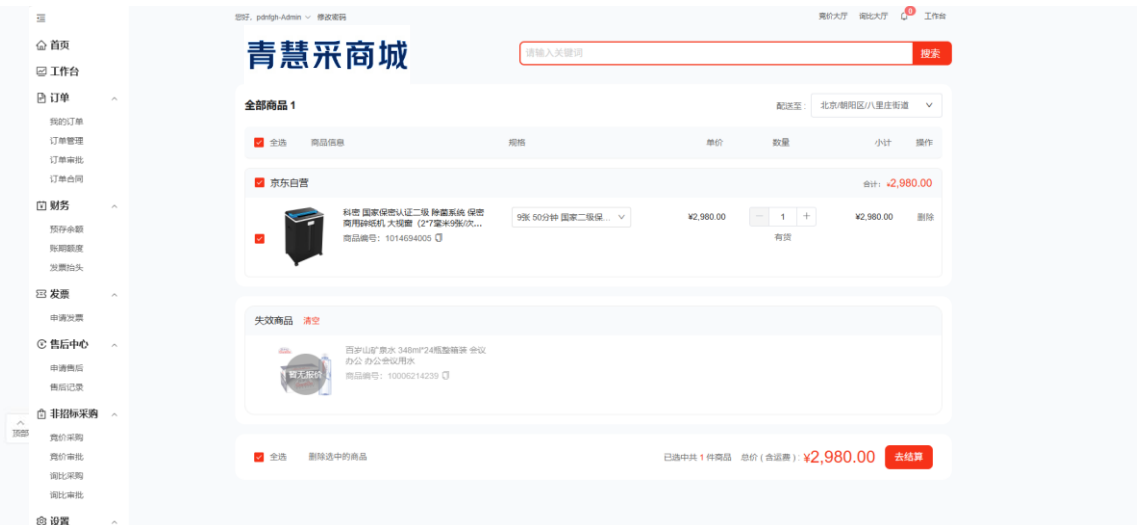 您好，pdnfgh-Admin 修改密码
竞价大厅 询比大厅 0 工作台
首页
工作台
订单
我的订单
订单管理
订单审批
订单合同
财务
预存余额
账期额度
发票抬头
发票
申请发票
售后中心
申请售后
售后记录
非招标采购
竞价采购
竞价审批
询比采购
询比审批
设置
顶部
青慧采商城
请输入关键词
搜索
全部商品 1
配送至： 北京/朝阳区/八里庄街道
全选 商品信息 规格 单价 数量 小计 操作
京东自营
合计：¥2,980.00
科密 国家保密认证二级 除菌系统 保密
商用碎纸机 大视窗（2*7毫米9张/次...
商品编号：1014694005
9张 50分钟 国家二级保...
¥2,980.00
1
有货
¥2,980.00
删除
失效商品 清空
暂无报价
百岁山矿泉水 348ml*24瓶整箱装 会议
办公 办公会议用水
商品编号：10006214239
全选 删除选中的商品
已选中共 1 件商品 总价（含运费）：¥2,980.00 去结算